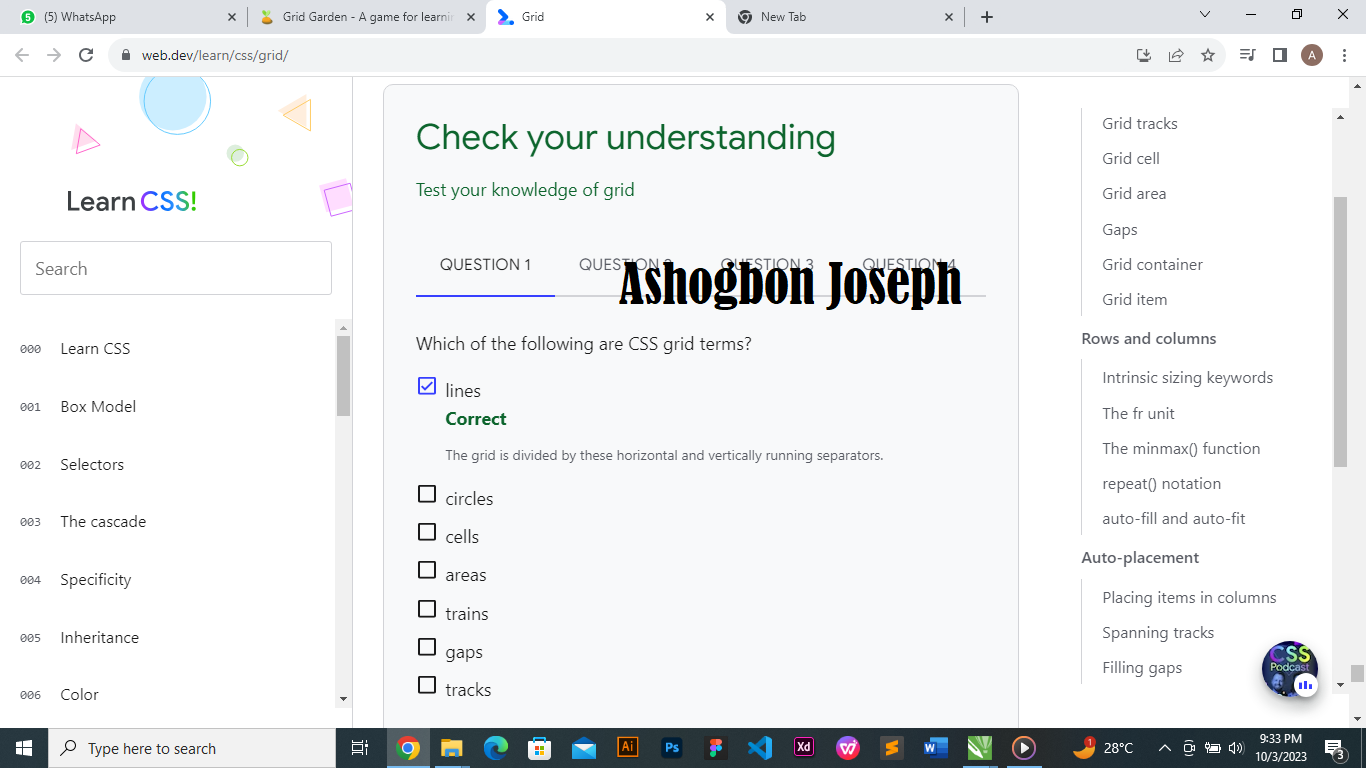 (5) WhatsApp
Grid Garden - A game for learnin
Grid
New Tab
web.dev/learn/css/grid/
A
Learn CSS!
Search
000 Learn CSS
001 Box Model
002 Selectors
003 The cascade
004 Specificity
005 Inheritance
006 Color
Check your understanding
Test your knowledge of grid
QUESTION 1 QUESTION 2 QUESTION 3 QUESTION 4
Ashogbon Joseph
Which of the following are CSS grid terms?
lines
Correct
The grid is divided by these horizontal and vertically running separators.
circles
cells
areas
trains
gaps
tracks
Grid tracks
Grid cell
Grid area
Gaps
Grid container
Grid item
Rows and columns
Intrinsic sizing keywords
The fr unit
The minmax() function
repeat() notation
auto-fill and auto-fit
Auto-placement
Placing items in columns
Spanning tracks
Filling gaps
CSS
Podcast
Type here to search
Ai
Ps
Xd
W
1
28°C
9:33 PM
10/3/2023
3